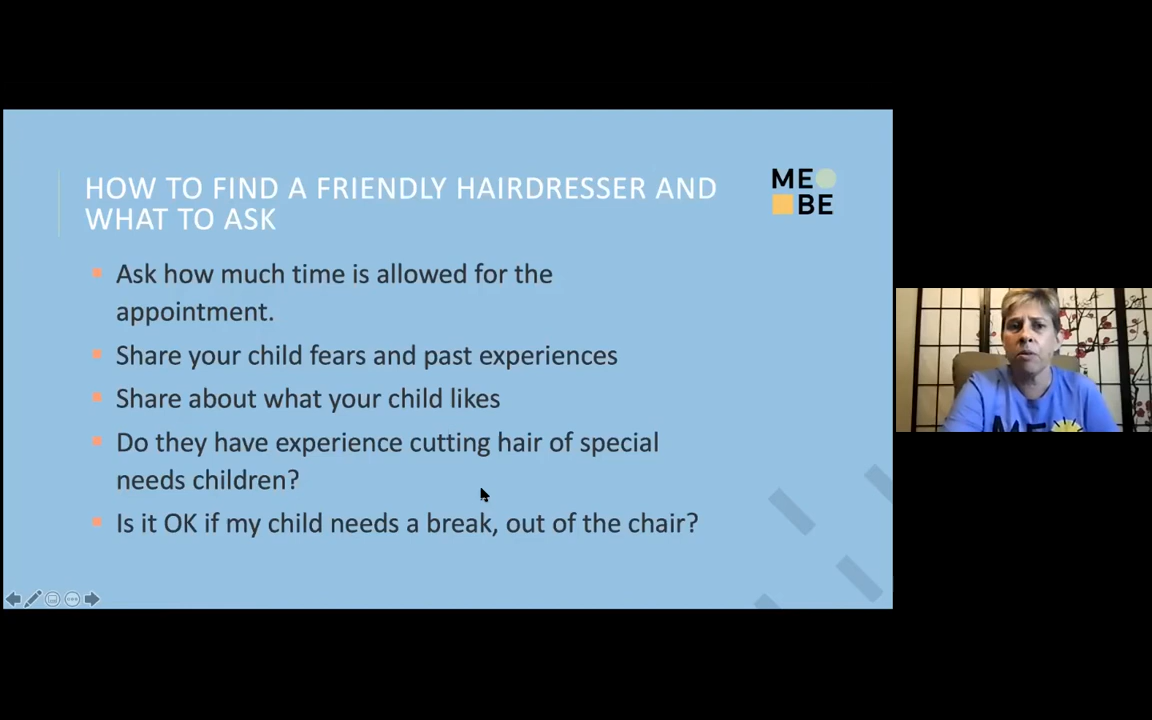 HOW TO FIND A FRIENDLY HAIRDRESSER AND
WHAT TO ASK
ME
BE
Ask how much time is allowed for the
appointment.
Share your child fears and past experiences
Share about what your child likes
Do they have experience cutting hair of special
needs children?
Is it OK if my child needs a break, out of the chair?